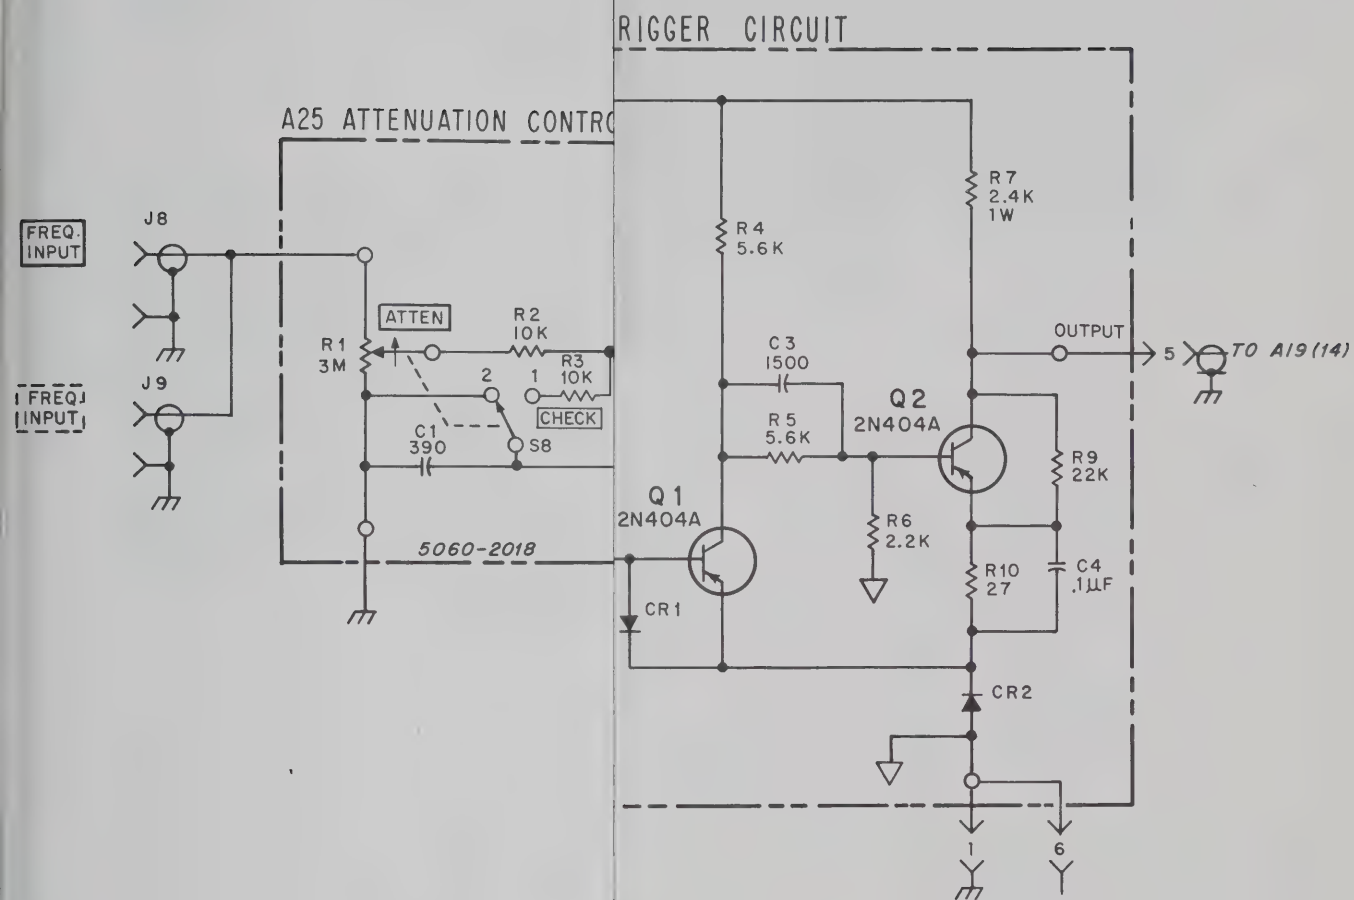 RIGGER CIRCUIT
A25 ATTENUATION CONTRO
J8
FREQ.
INPUT
J9
FREQ.
INPUT
ATTEN
R1
3M
R2
10K
R3
10K
2
1
CHECK
C1
390
S8
5060-2018
R4
5.6K
R7
2.4K
1W
C3
1500
R5
5.6K
Q2
2N404A
OUTPUT
5
TO A19(14)
R9
22K
Q1
2N404A
R6
2.2K
R10
27
C4
.1µF
CR1
CR2
1
6